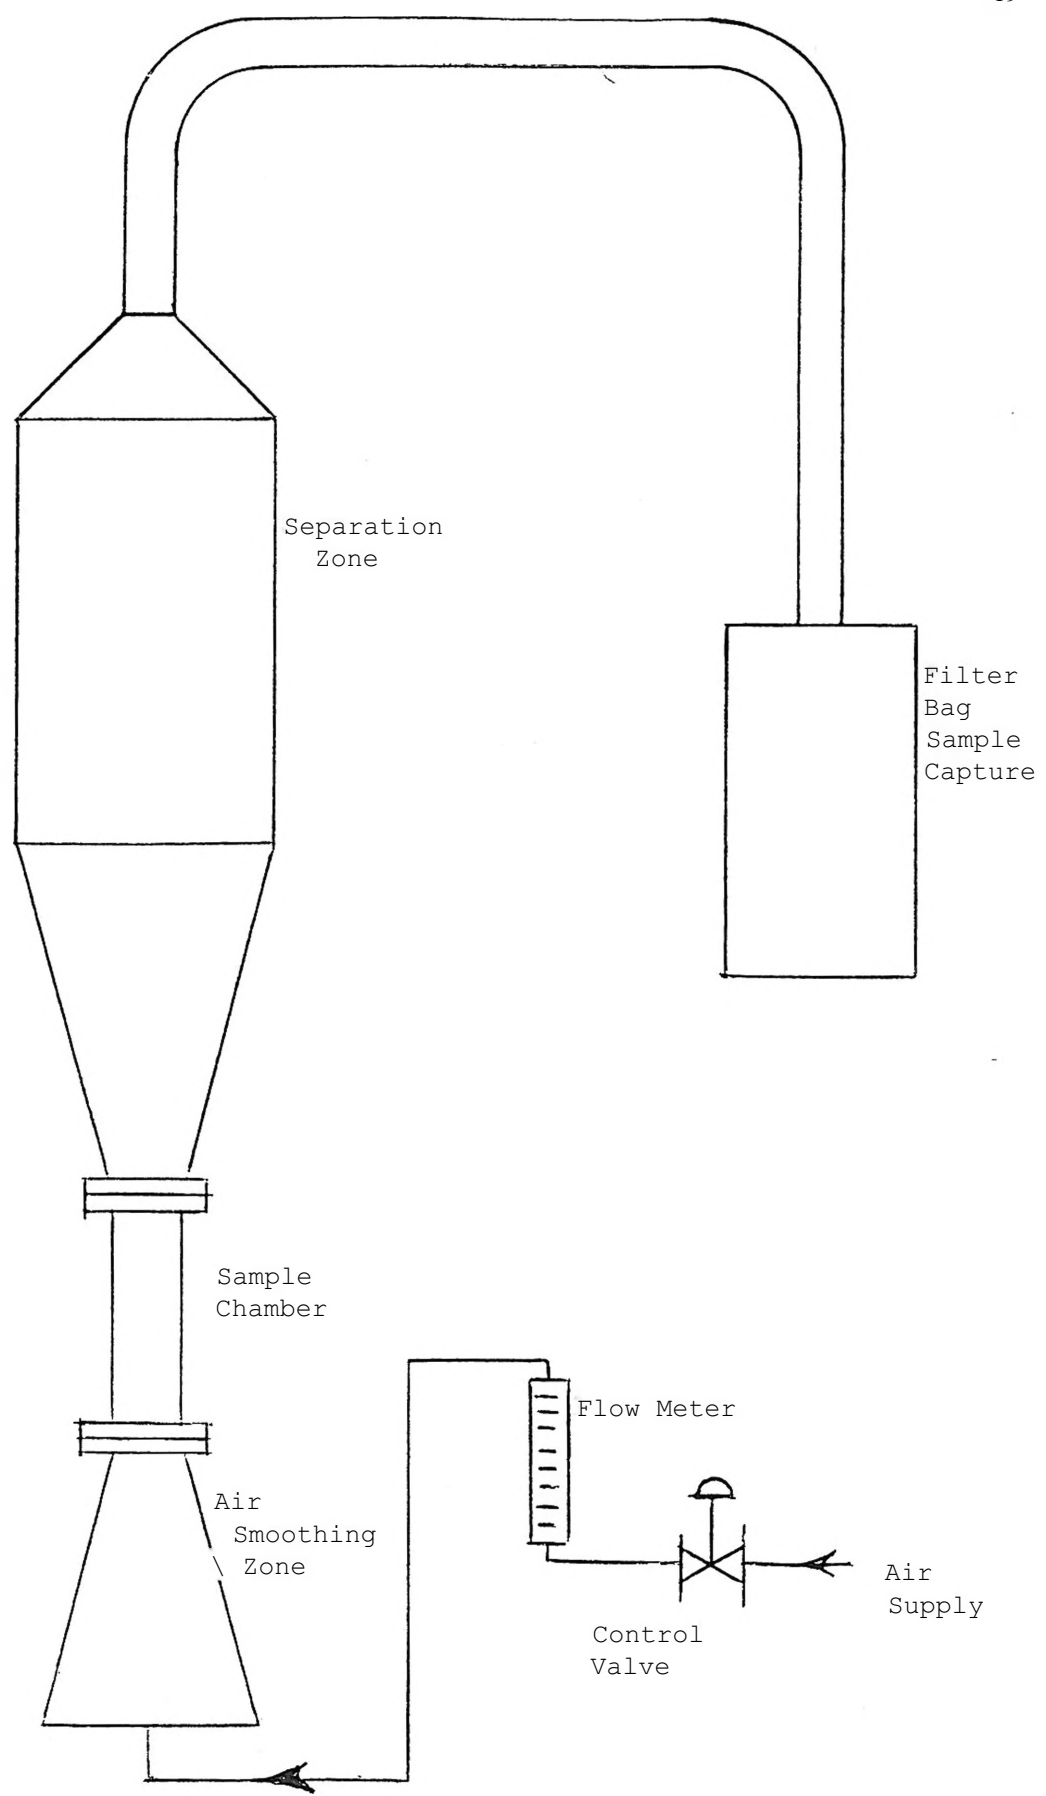 Separation
Zone
Filter
Bag
Sample
Capture
Sample
Chamber
Flow Meter
Air
Smoothing
Zone
Air
Supply
Control
Valve